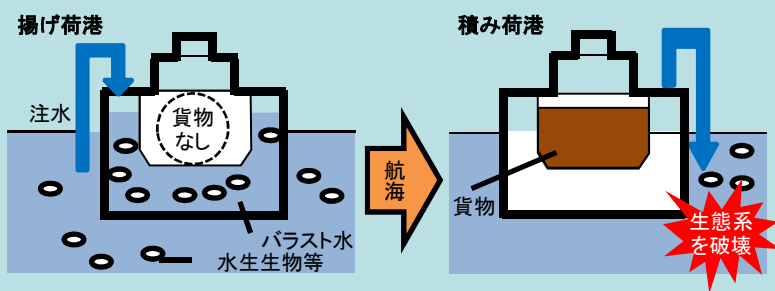 揚げ荷港
注水
貨物
なし
バラスト水
水生生物等
航
海
積み荷港
貨物
生態系
を破壊